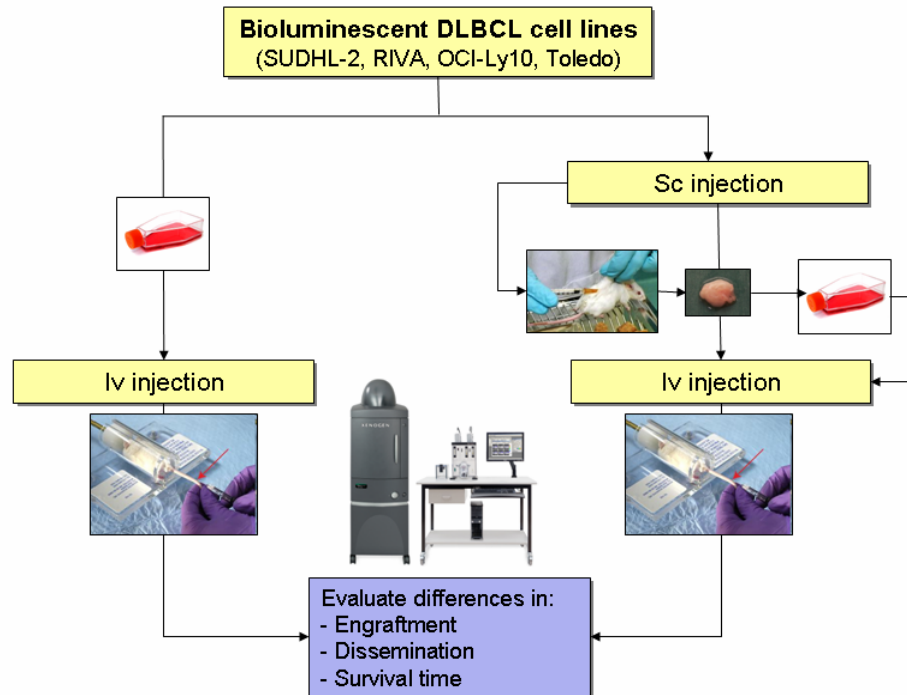 Bioluminescent DLBCL cell lines
(SUDHL-2, RIVA, OCI-Ly10, Toledo)
Sc injection
Iv injection
Iv injection
XENOGEN
Evaluate differences in:
- Engraftment
- Dissemination
- Survival time